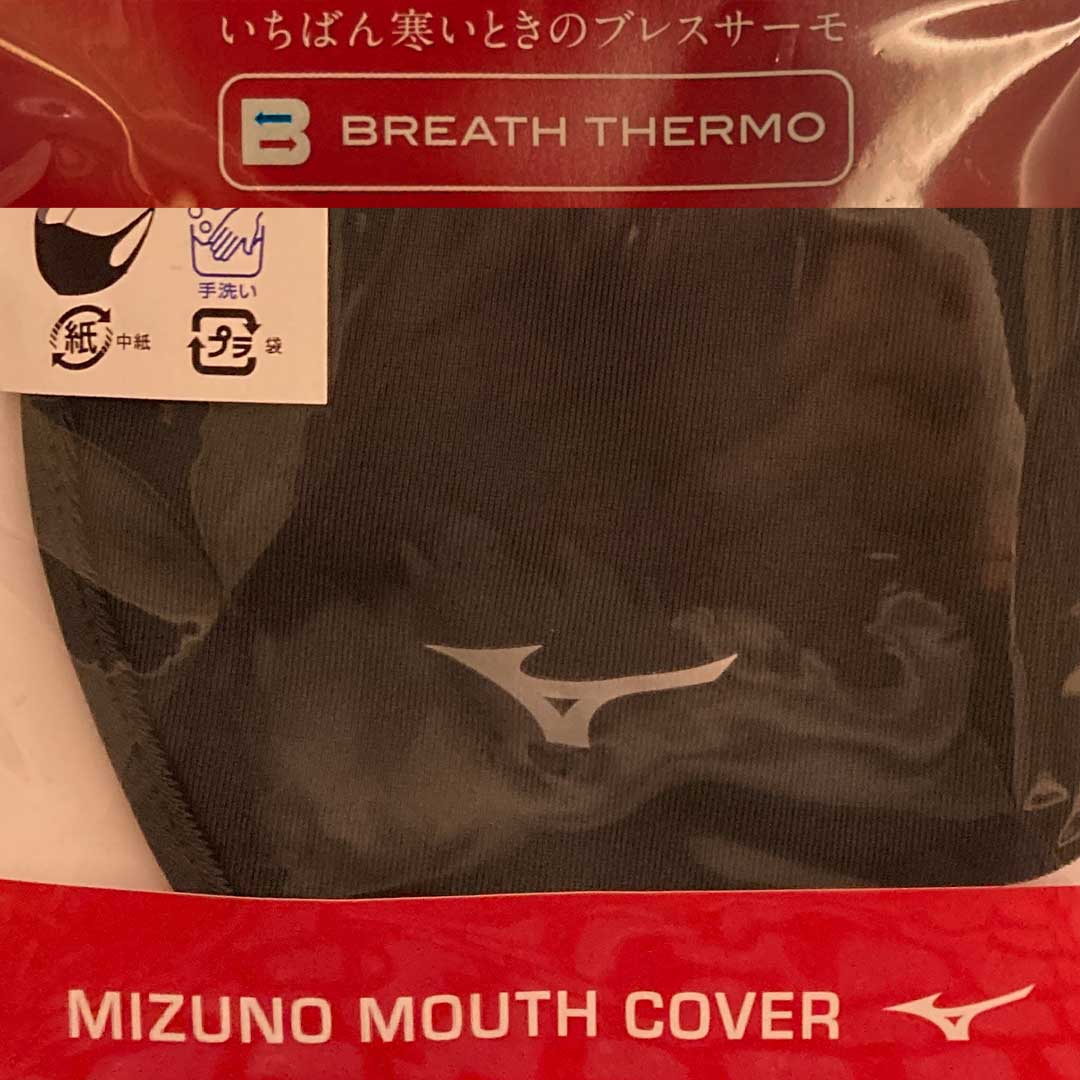 いちばん寒いときのブレスサーモ
B BREATH THERMO
手洗い
紙 中紙 プラ 袋
MIZUNO MOUTH COVER